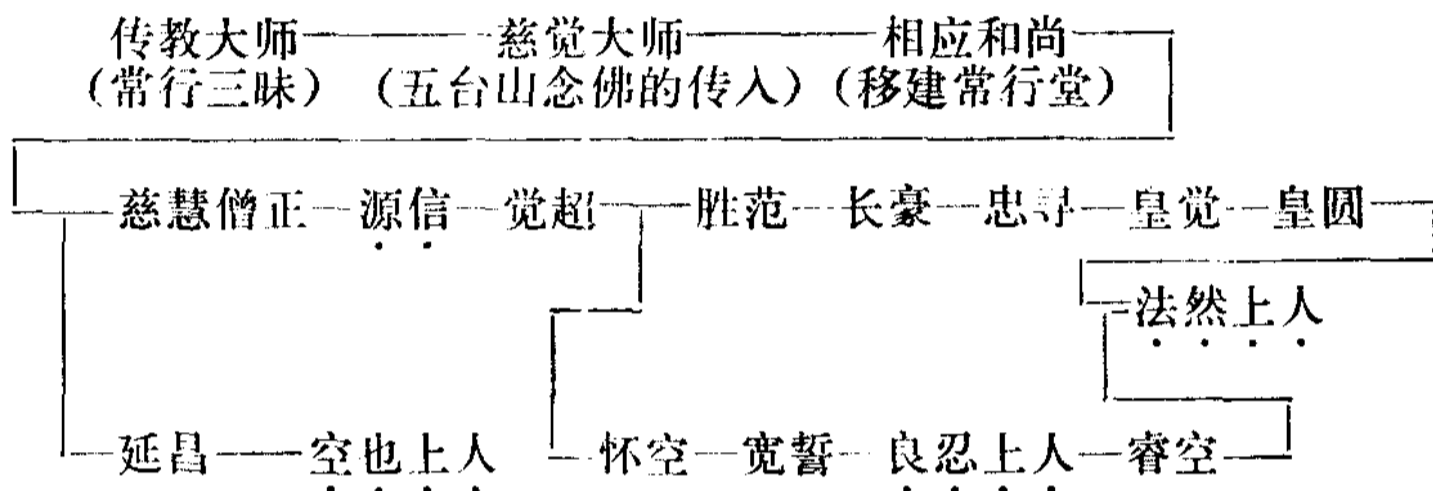 传教大师——慈觉大师——相应和尚
（常行三昧）（五台山念佛的传入）（移建常行堂）
慈慧僧正—源信—觉超—胜范—长豪—忠寻—皇觉—皇圆
法然上人
延昌——空也上人 怀空—宽誓—良忍上人—睿空